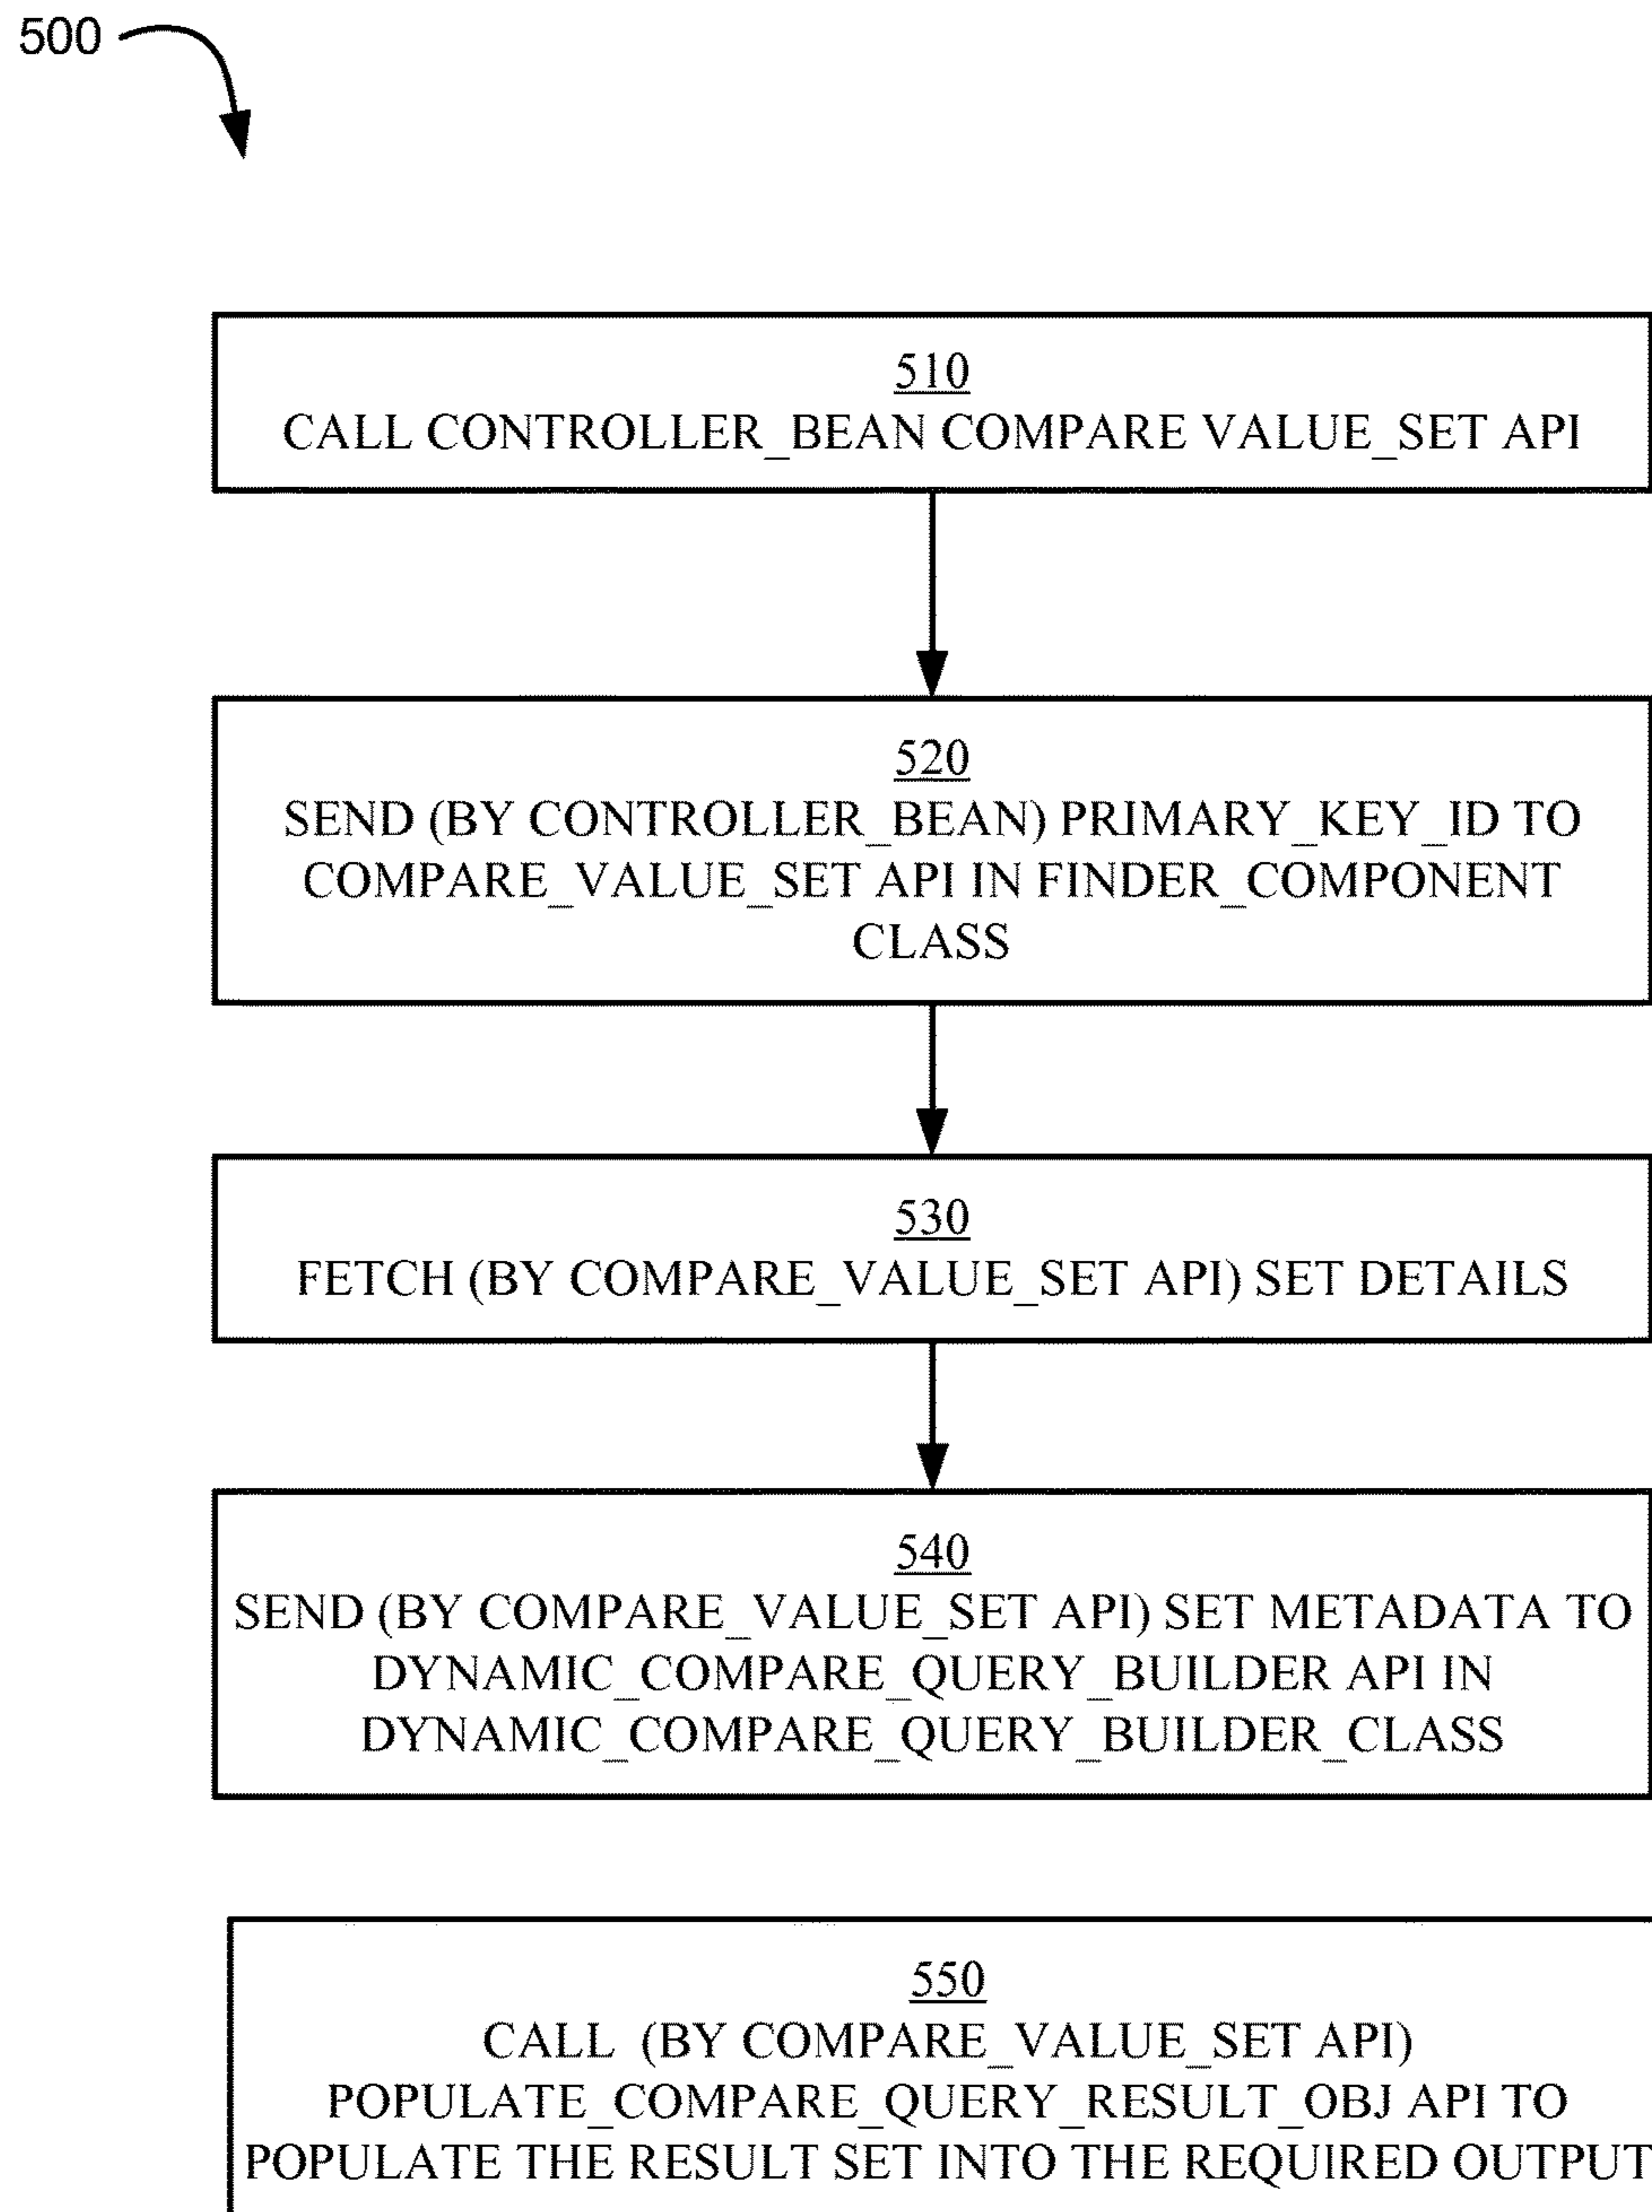 500
510
CALL CONTROLLER_BEAN COMPARE VALUE_SET API
520
SEND (BY CONTROLLER_BEAN) PRIMARY_KEY_ID TO
COMPARE_VALUE_SET API IN FINDER_COMPONENT
CLASS
530
FETCH (BY COMPARE_VALUE_SET API) SET DETAILS
540
SEND (BY COMPARE_VALUE_SET API) SET METADATA TO
DYNAMIC_COMPARE_QUERY_BUILDER API IN
DYNAMIC_COMPARE_QUERY_BUILDER_CLASS
550
CALL (BY COMPARE_VALUE_SET API)
POPULATE_COMPARE_QUERY_RESULT_OBJ API TO
POPULATE THE RESULT SET INTO THE REQUIRED OUTPUT